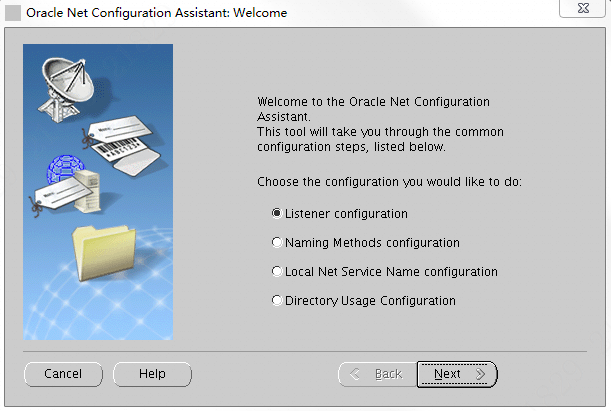 Oracle Net Configuration Assistant: Welcome
Welcome to the Oracle Net Configuration
Assistant.
This tool will take you through the common
configuration steps, listed below.
Choose the configuration you would like to do:
Listener configuration
Naming Methods configuration
Local Net Service Name configuration
Directory Usage Configuration
Cancel
Help
Back
Next